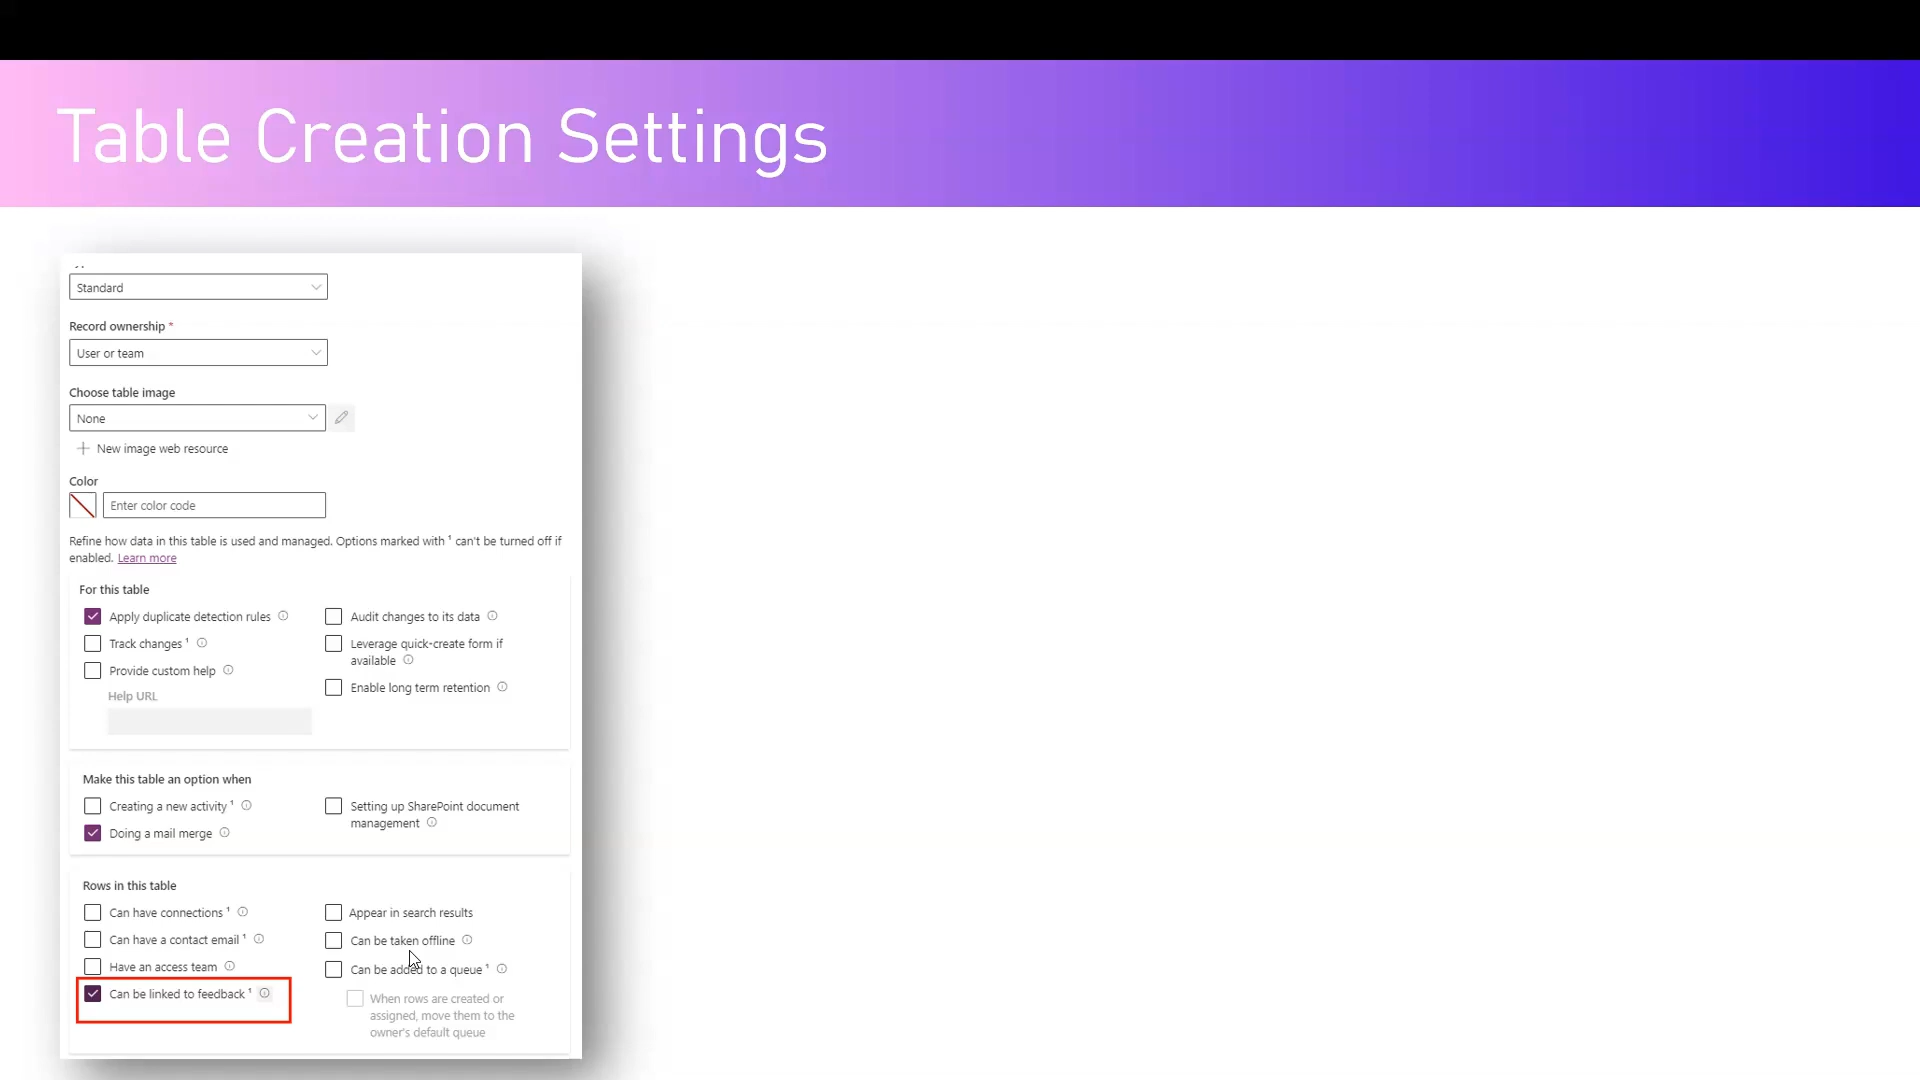 Table Creation Settings
Standard
Record ownership *
User or team
Choose table image
None
New image web resource
Color
Enter color code
Refine how data in this table is used and managed. Options marked with ¹ can't be turned off if
enabled. Learn more
For this table
Apply duplicate detection rules
Audit changes to its data
Track changes ¹
Leverage quick-create form if
available
Provide custom help
Enable long term retention
Help URL
Make this table an option when
Creating a new activity ¹
Setting up SharePoint document
management
Doing a mail merge
Rows in this table
Can have connections ¹
Appear in search results
Can have a contact email ¹
Can be taken offline
Have an access team
Can be added to a queue ¹
Can be linked to feedback ¹
When rows are created or
assigned, move them to the
owner's default queue